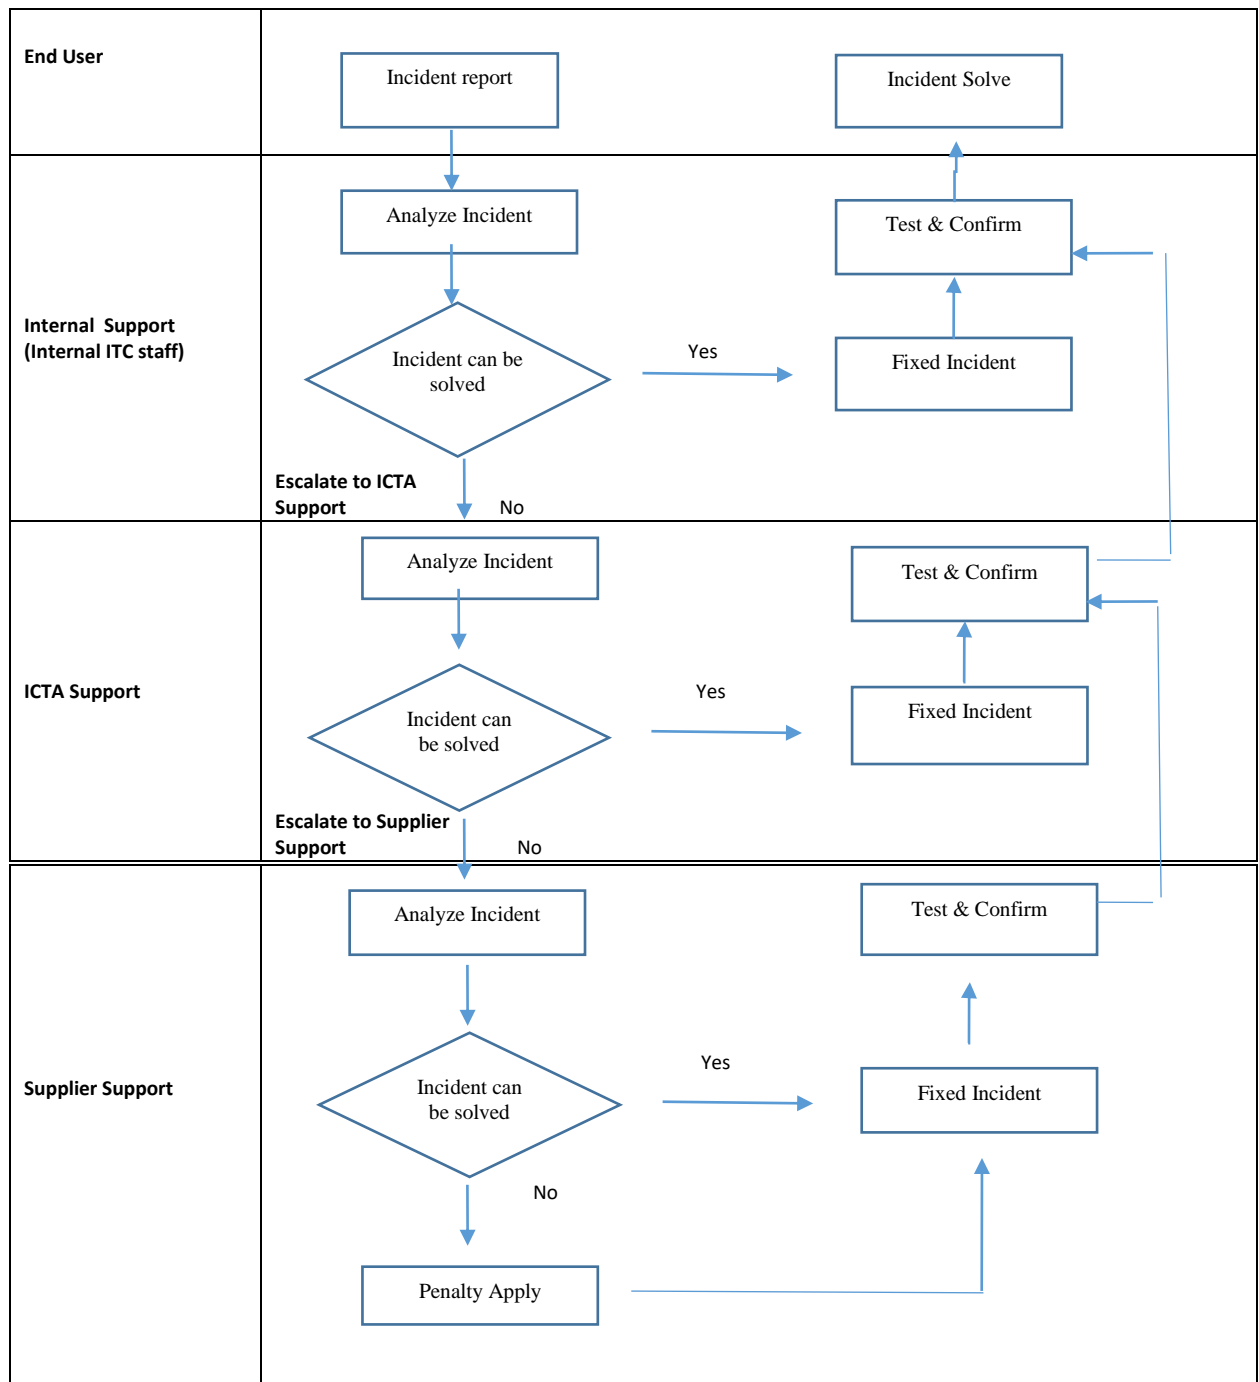 End User
Incident report
Incident Solve
Internal  Support
(Internal ITC staff)
Analyze Incident
Test & Confirm
Incident can be
solved
Yes
Fixed Incident
Escalate to ICTA
Support
No
ICTA Support
Analyze Incident
Test & Confirm
Incident can
be solved
Yes
Fixed Incident
Escalate to Supplier
Support
No
Supplier Support
Analyze Incident
Test & Confirm
Incident can
be solved
Yes
Fixed Incident
No
Penalty Apply